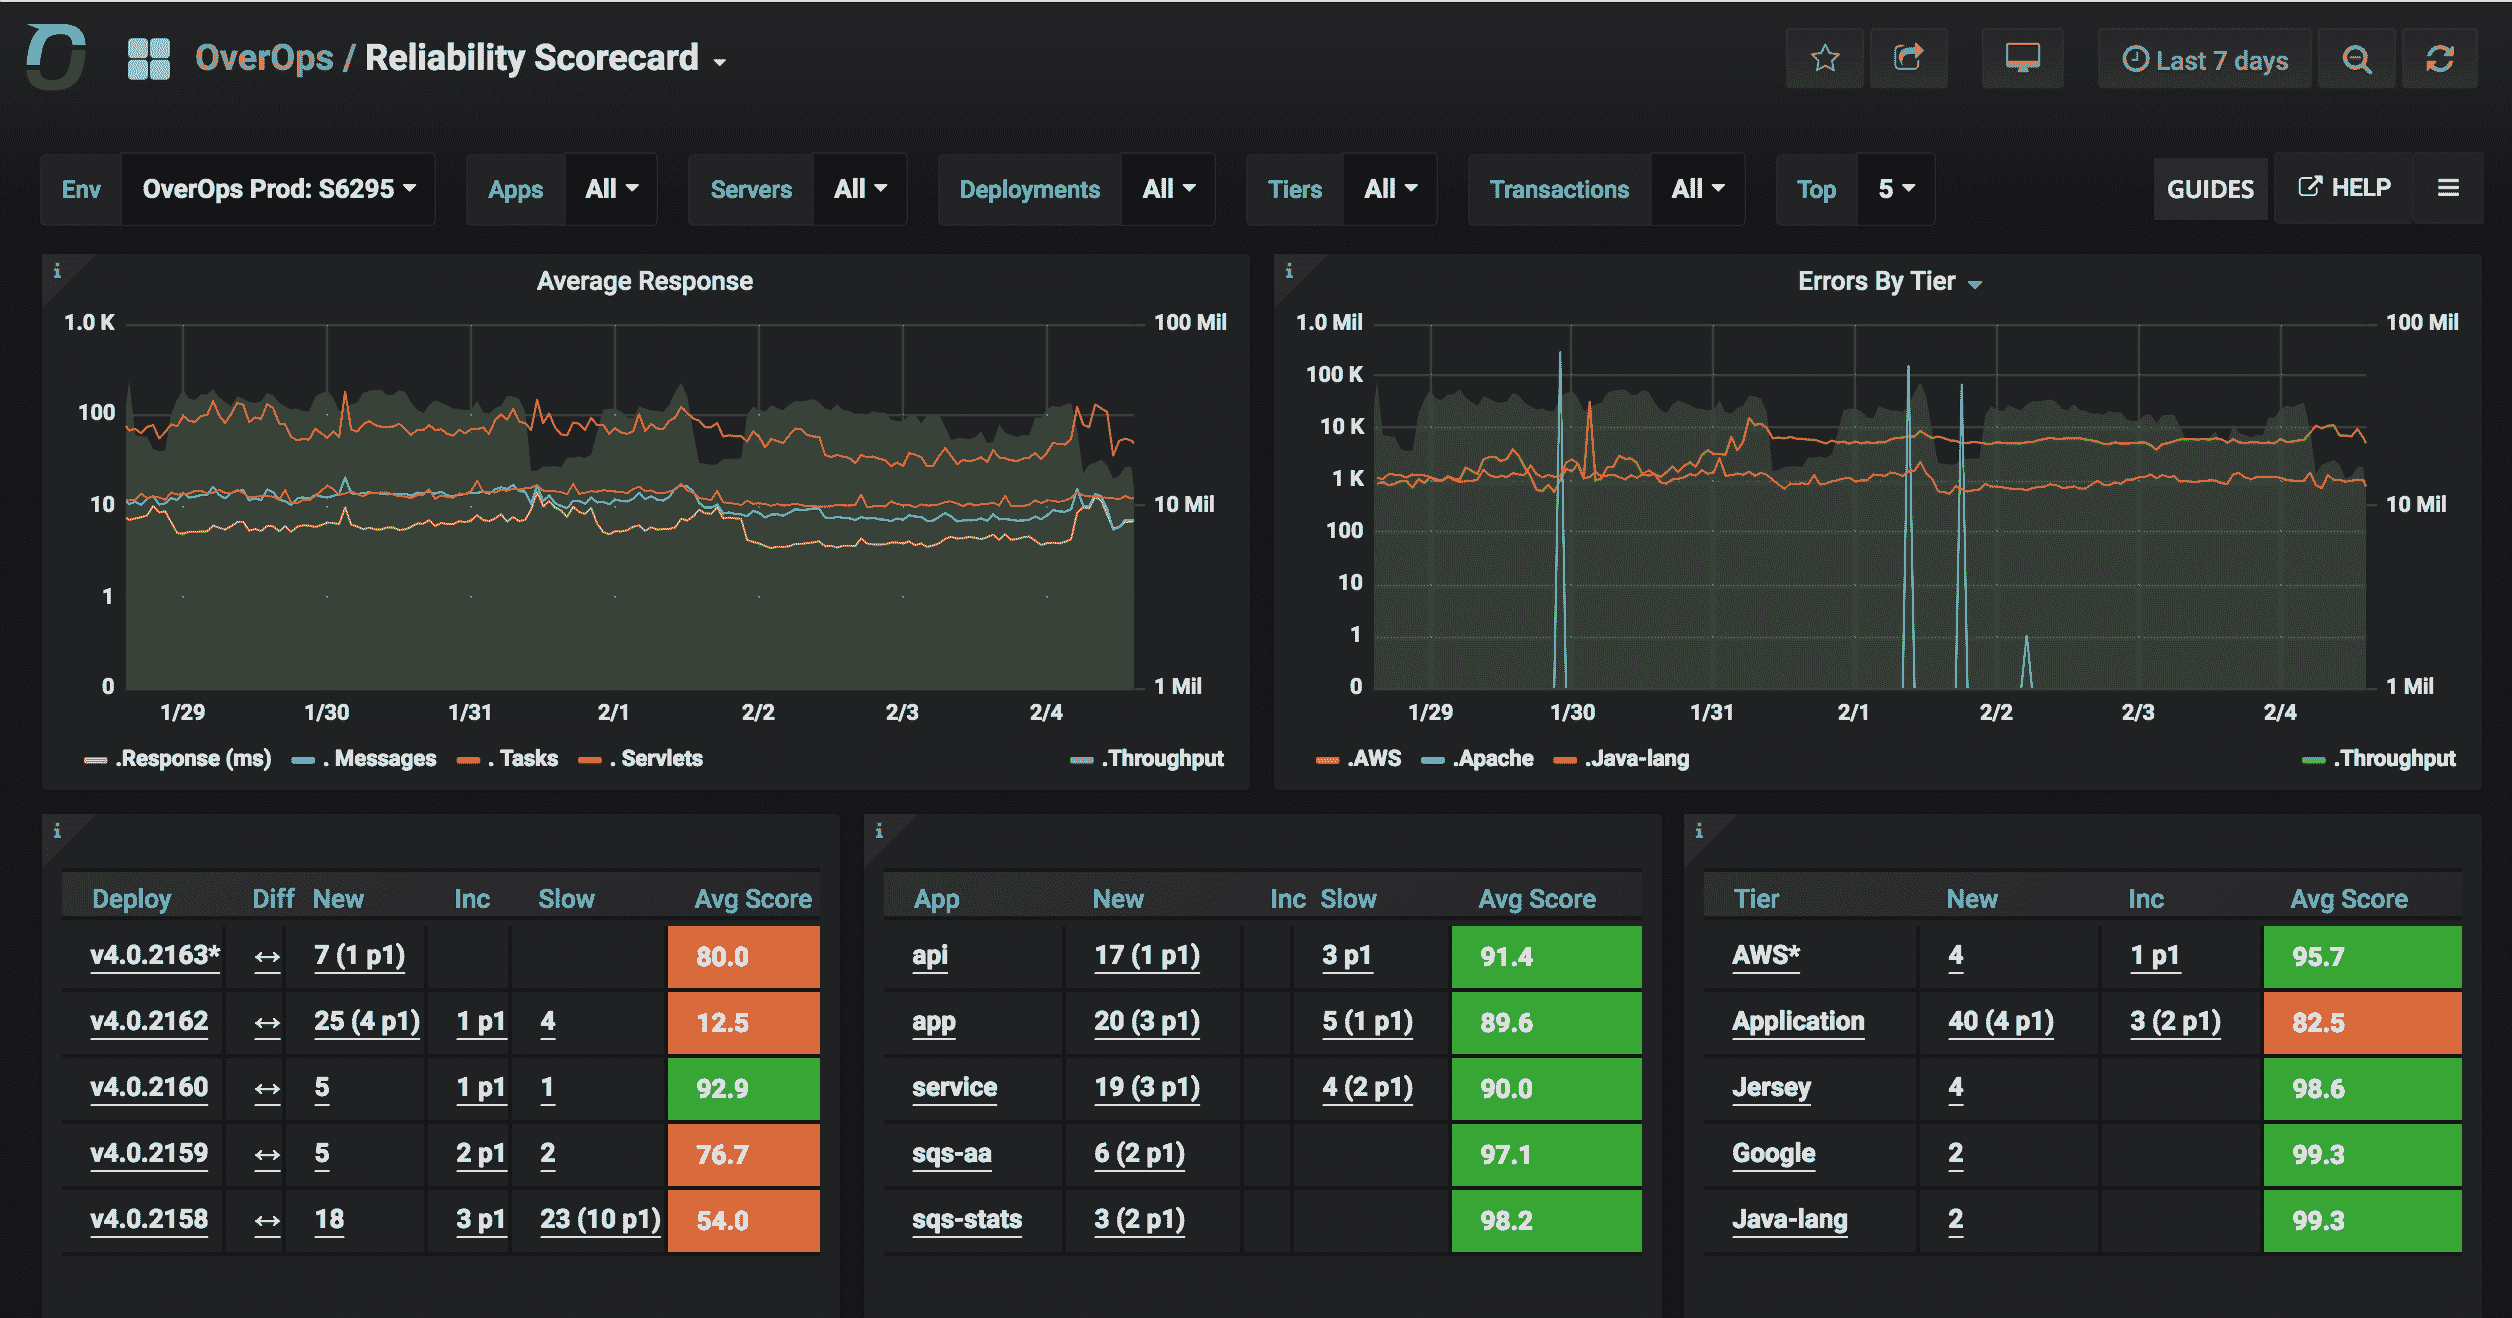 OverOps / Reliability Scorecard
Last 7 days
Env OverOps Prod: S6295 Apps All Servers All Deployments All Tiers All Transactions All Top 5 GUIDES HELP
i
Average Response
1.0 K
100
10
1
0
100 Mil
10 Mil
1 Mil
1/29 1/30 1/31 2/1 2/2 2/3 2/4
.Response (ms) . Messages . Tasks . Servlets .Throughput
i
Errors By Tier
1.0 Mil
100 K
10 K
1 K
100
10
1
0
100 Mil
10 Mil
1 Mil
1/29 1/30 1/31 2/1 2/2 2/3 2/4
.AWS .Apache .Java-lang .Throughput
i
Deploy Diff New Inc Slow Avg Score
v4.0.2163* ↔ 7 (1 p1) 80.0
v4.0.2162 ↔ 25 (4 p1) 1 p1 4 12.5
v4.0.2160 ↔ 5 1 p1 1 92.9
v4.0.2159 ↔ 5 2 p1 2 76.7
v4.0.2158 ↔ 18 3 p1 23 (10 p1) 54.0
i
App New Inc Slow Avg Score
api 17 (1 p1) 3 p1 91.4
app 20 (3 p1) 5 (1 p1) 89.6
service 19 (3 p1) 4 (2 p1) 90.0
sqs-aa 6 (2 p1) 97.1
sqs-stats 3 (2 p1) 98.2
i
Tier New Inc Avg Score
AWS* 4 1 p1 95.7
Application 40 (4 p1) 3 (2 p1) 82.5
Jersey 4 98.6
Google 2 99.3
Java-lang 2 99.3